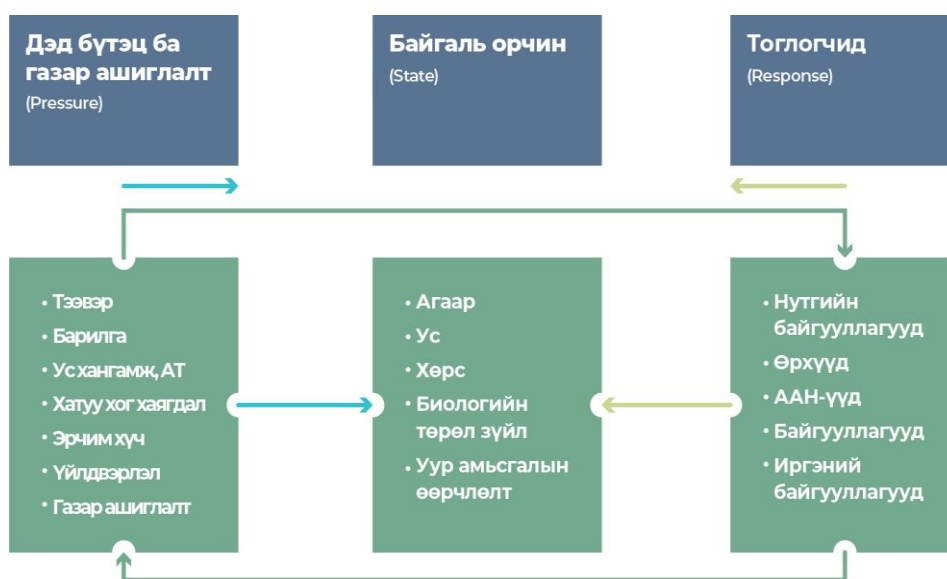 Дэд бүтэц ба
газар ашиглалт
(Pressure)
Байгаль орчин
(State)
Тоглогчид
(Response)
• Тээвэр
• Барилга
• Ус хангамж, АТ
• Хатуу хог хаягдал
• Эрчим хүч
• Үйлдвэрлэл
• Газар ашиглалт
• Агаар
• Ус
• Хөрс
• Биологийн
төрөл зүйл
• Уур амьсгалын
өөрчлөлт
• Нутгийн
байгууллагууд
• Өрхүүд
• ААН-үүд
• Байгууллагууд
• Иргэний
байгууллагууд